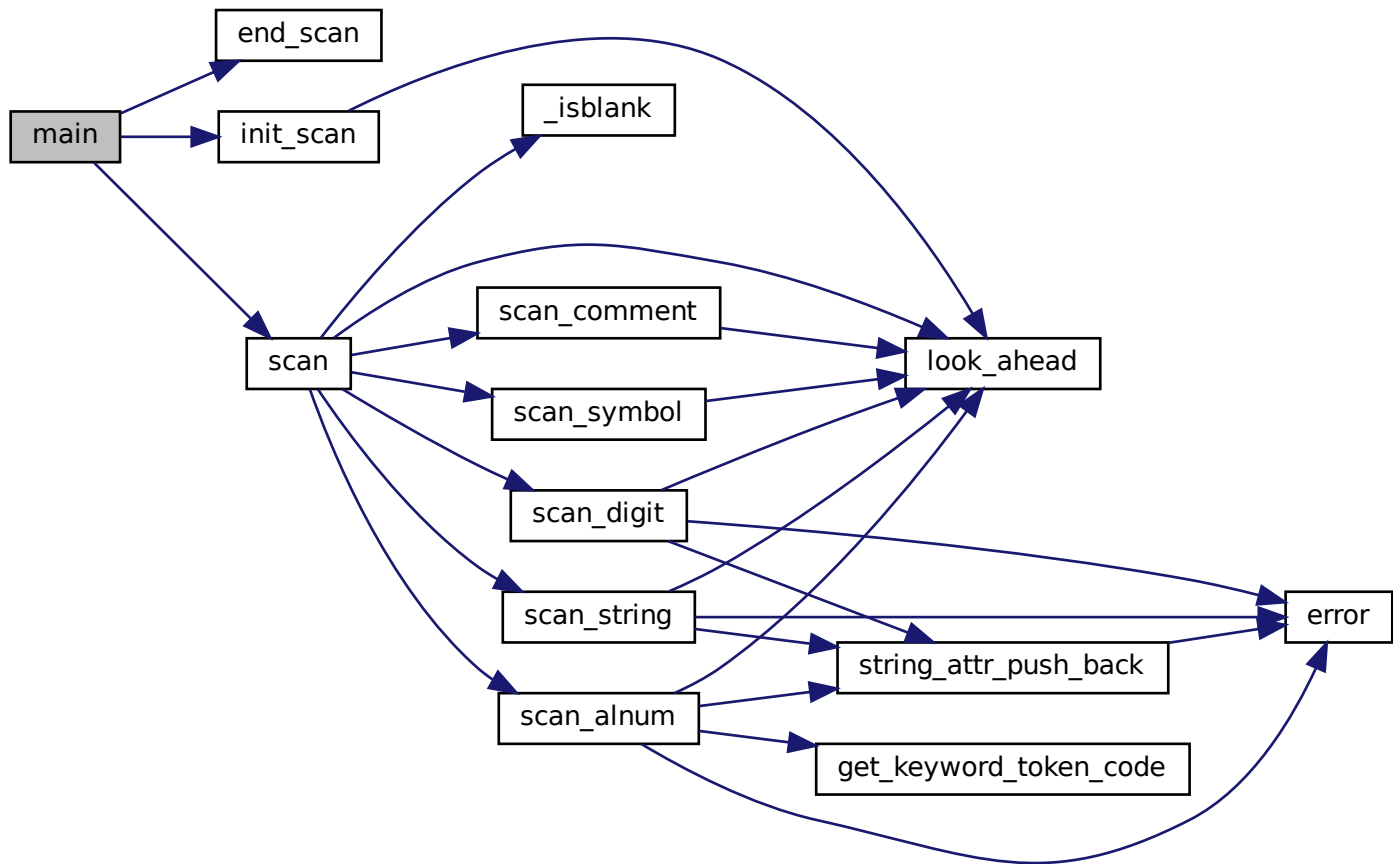 end_scan
main
init_scan
_isblank
scan
scan_comment
look_ahead
scan_symbol
scan_digit
scan_string
error
string_attr_push_back
scan_alnum
get_keyword_token_code